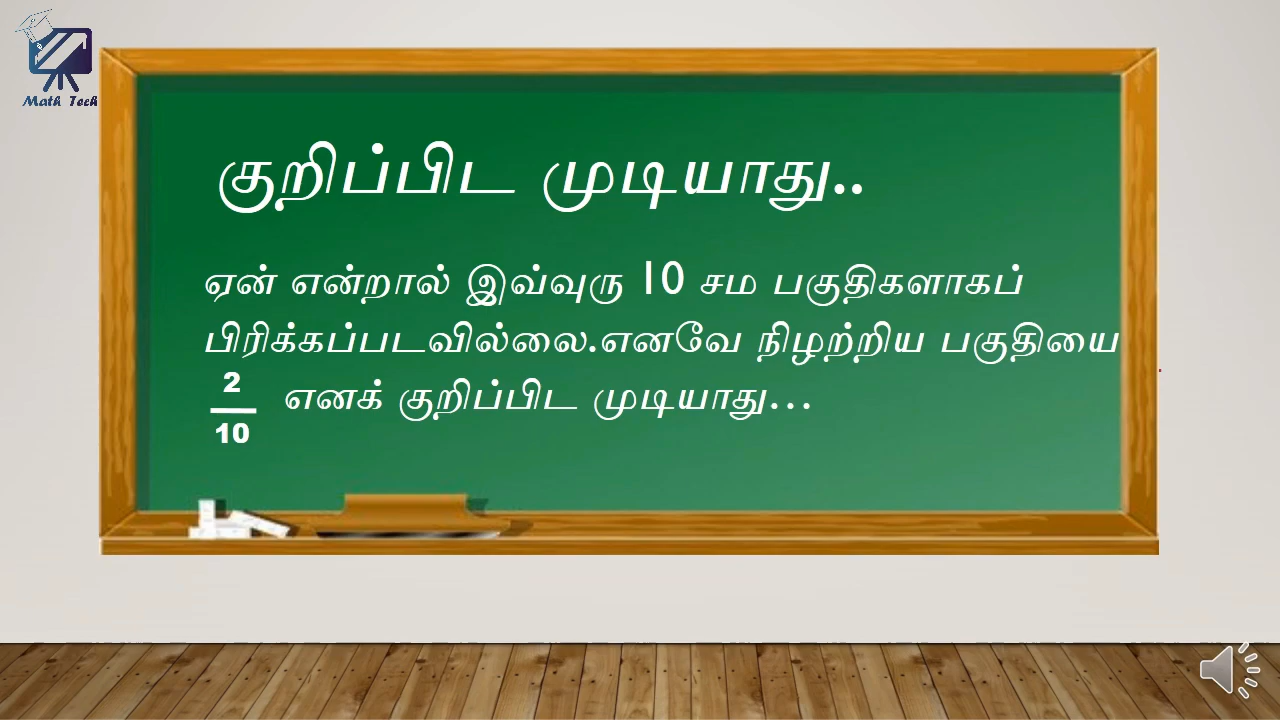 Math Tech
குறிப்பிட முடியாது..
ஏன் என்றால் இவ்வுரு 10 சம பகுதிகளாகப்
பிரிக்கப்படவில்லை.எனவே நிழற்றிய பகுதியை
2/10 எனக் குறிப்பிட முடியாது...